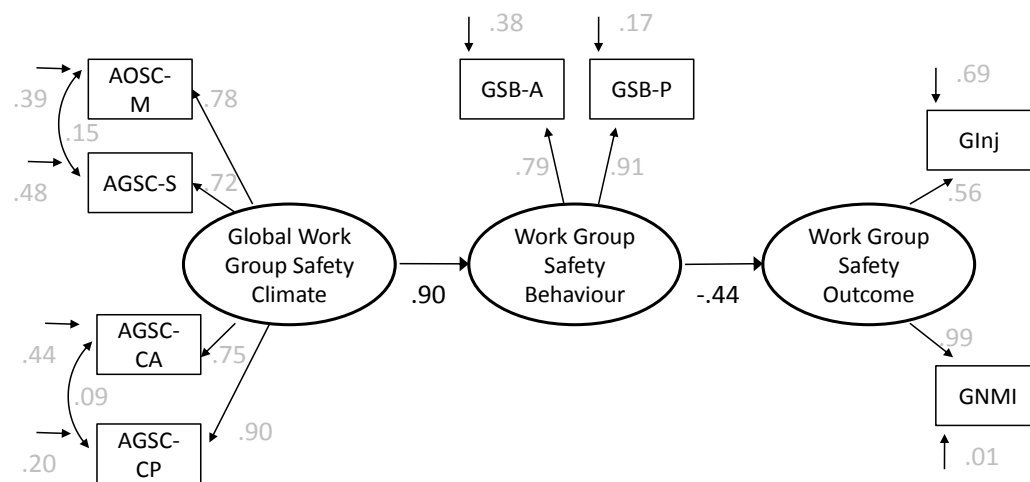 .38
.17
.69
.39
AOSC-
M
.78
GSB-A
GSB-P
GInj
.15
.48
AGSC-S
.72
.79
.91
.56
Global Work
Group Safety
Climate
Work Group
Safety
Behaviour
Work Group
Safety
Outcome
.90
-.44
.44
AGSC-
CA
.75
.99
.09
GNMI
.20
AGSC-
CP
.90
.01